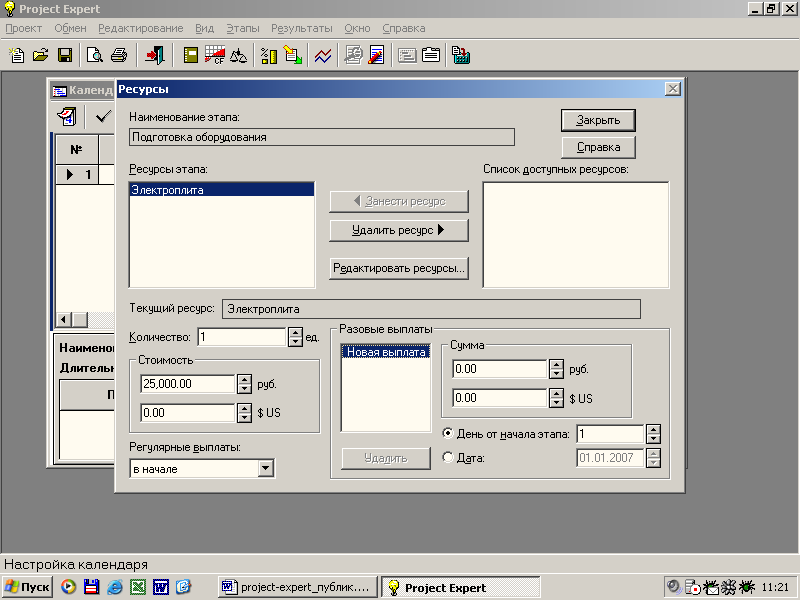 Project Expert
Проект Обмен Редактирование Вид Этапы Результаты Окно Справка
Календ
Ресурсы
Наименование этапа:
Закрыть
Подготовка оборудования
Справка
№
Ресурсы этапа:
Список доступных ресурсов:
1
Электроплита
Занести ресурс
Удалить ресурс
Редактировать ресурсы...
Текущий ресурс: Электроплита
Количество: 1 ед.
Разовые выплаты
Наимено
Новая выплата
Сумма
Стоимость
Длительн
0.00 руб.
25,000.00 руб.
П
0.00 $ US
0.00 $ US
День от начала этапа: 1
Регулярные выплаты:
Удалить
Дата: 01.01.2007
в начале
Настройка календаря
Пуск project-expert_публик.... Project Expert 11:21